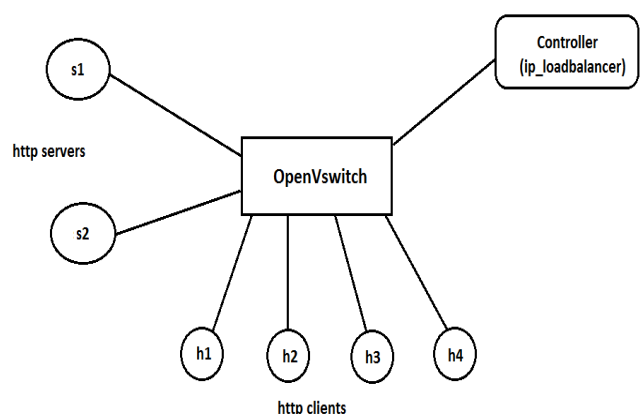 Controller
(ip_loadbalancer)
s1
http servers
OpenVswitch
s2
h1
h2
h3
h4
http clients